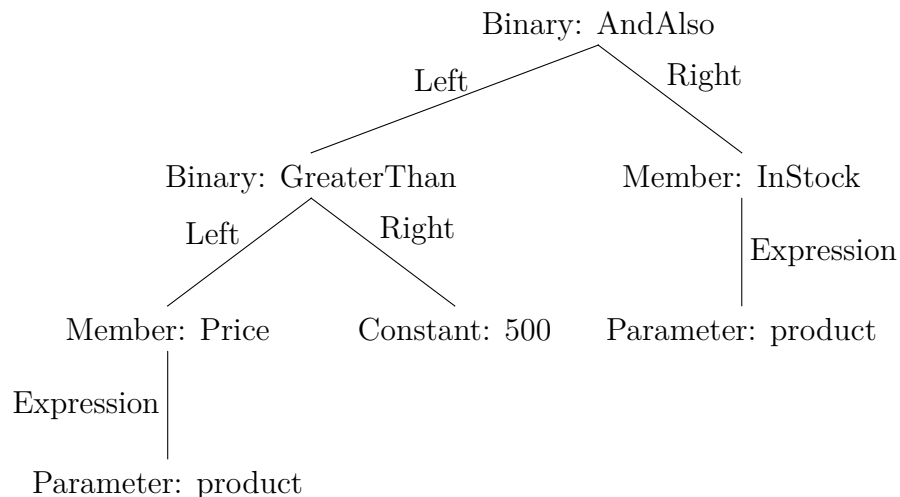 Binary: AndAlso
Left
Right
Binary: GreaterThan
Member: InStock
Left
Right
Expression
Member: Price
Constant: 500
Parameter: product
Expression
Parameter: product